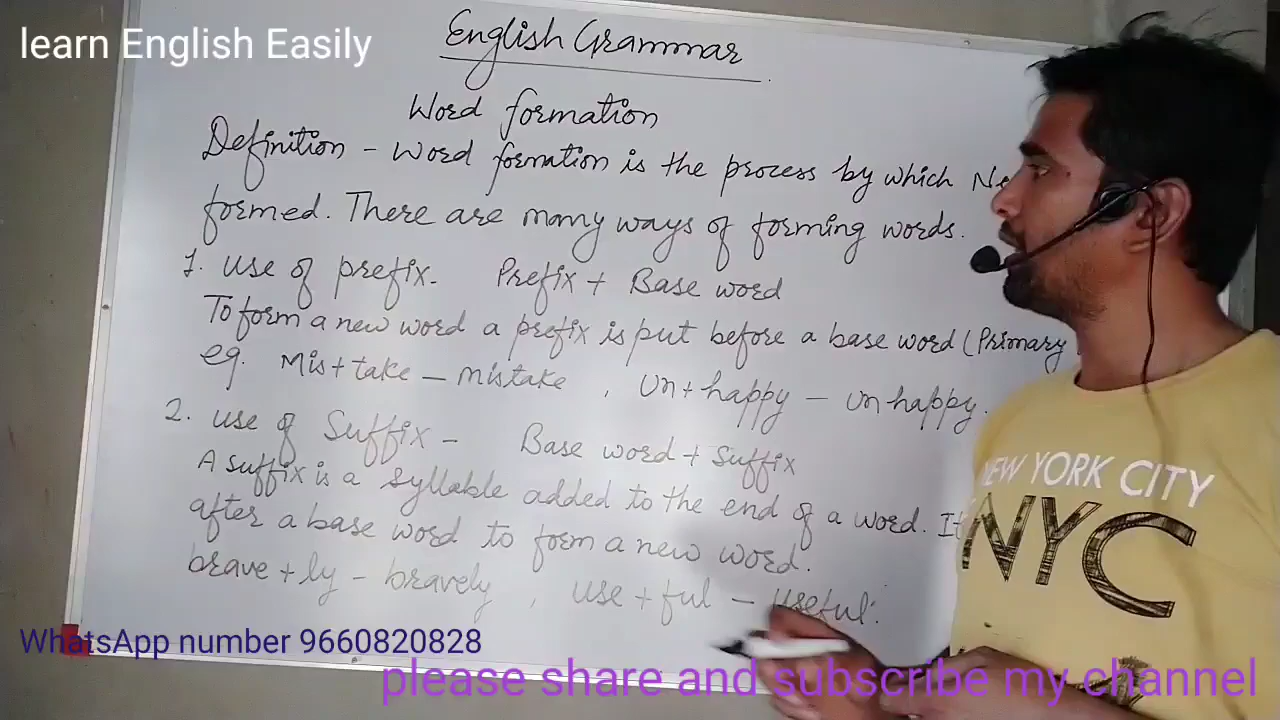 learn English Easily
English Grammar
Word formation
Definition - Word formation is the process by which Ne
formed. There are many ways of forming words.
1. use of prefix. Prefix + Base word
To form a new word a prefix is put before a base word (Primary
eg. Mis + take - mistake , Un + happy - unhappy.
2. use of Suffix - Base word + Suffix
A suffix is a syllable added to the end of a word. It
after a base word to form a new word.
brave + ly - bravely , use + ful - useful.
NEW YORK CITY
NYC
WhatsApp number 9660820828
please share and subscribe my channel